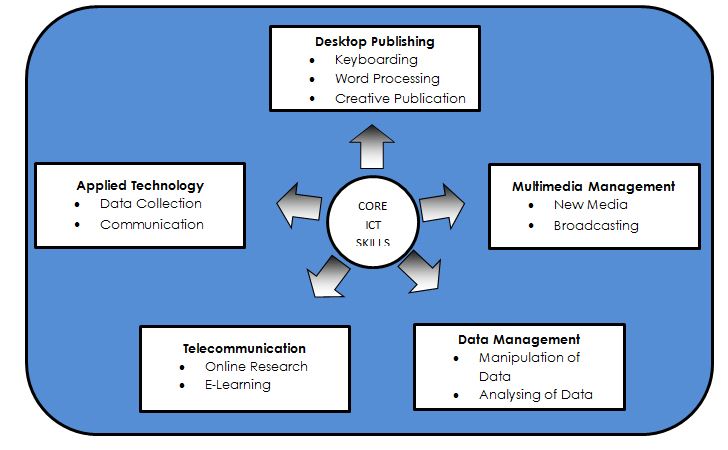 Desktop Publishing
• Keyboarding
• Word Processing
• Creative Publication
Applied Technology
• Data Collection
• Communication
CORE
ICT
SKILLS
Multimedia Management
• New Media
• Broadcasting
Telecommunication
• Online Research
• E-Learning
Data Management
• Manipulation of
Data
• Analysing of Data